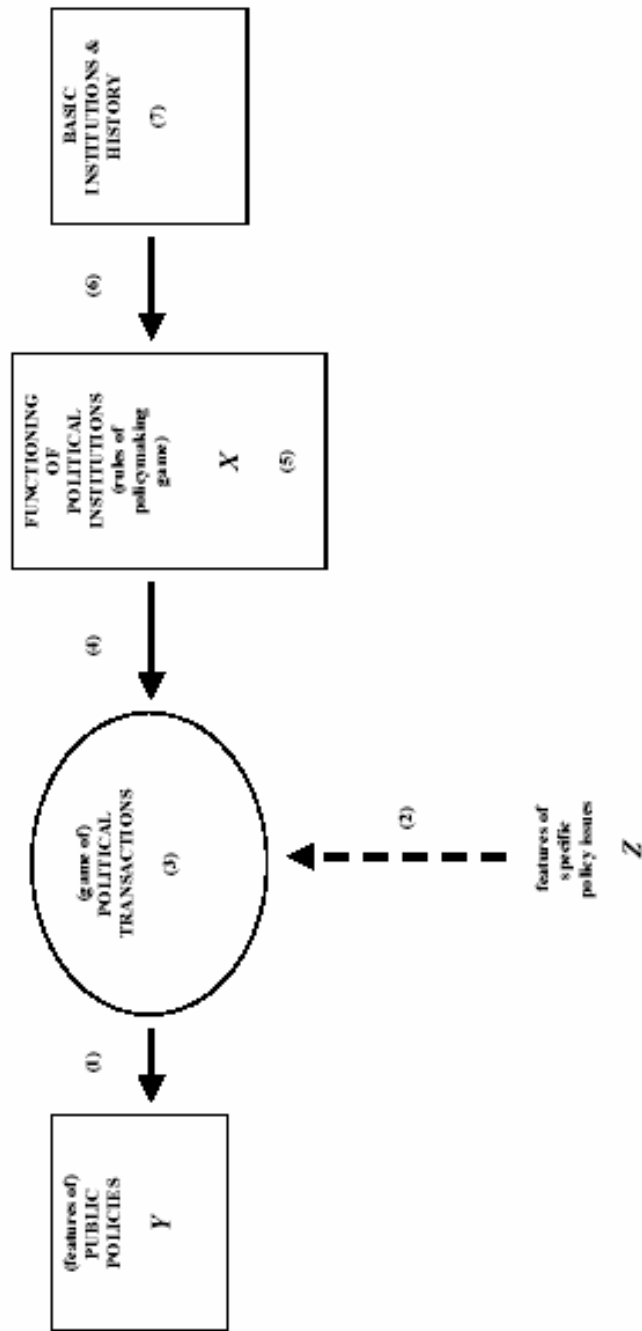 (features of)
PUBLIC
POLICIES
Y
(1)
(game of)
POLITICAL
TRANSACTIONS
(3)
(4)
FUNCTIONING
OF
POLITICAL
INSTITUTIONS
(rules of
policymaking
game)
X
(5)
(6)
BASIC
INSTITUTIONS &
HISTORY
(7)
(2)
features of
specific
policy issues
Z